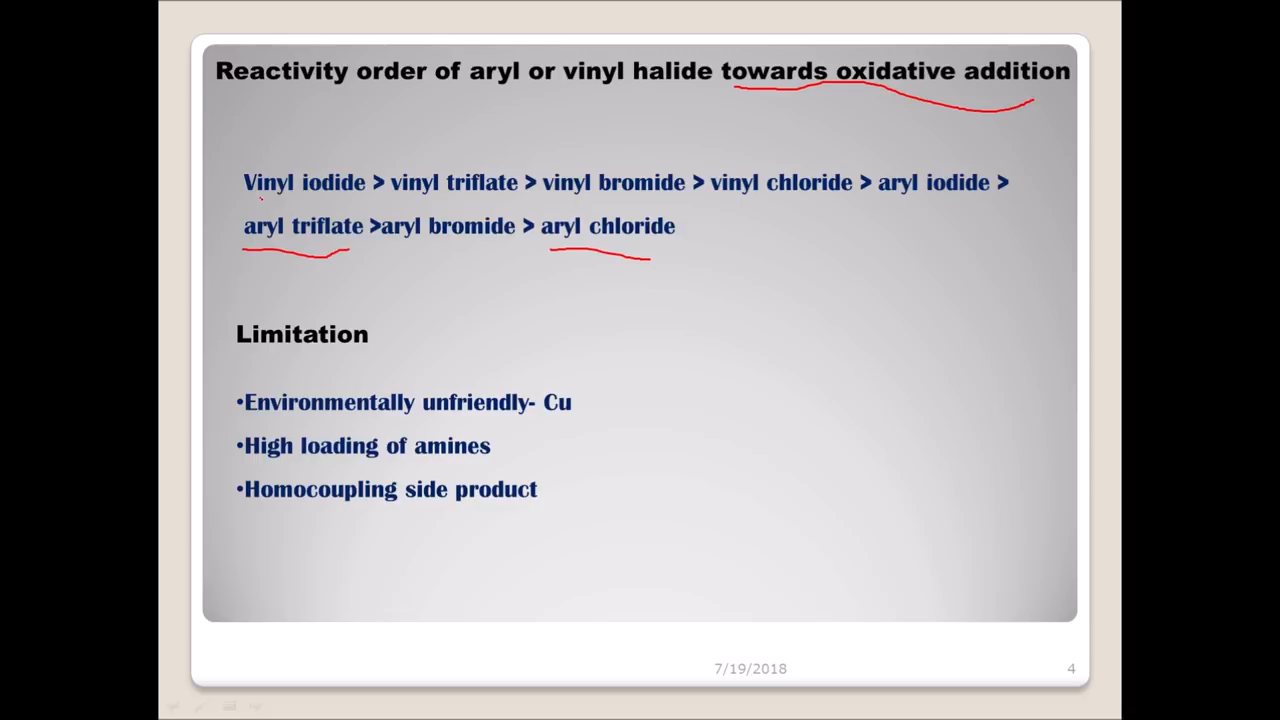 Reactivity order of aryl or vinyl halide towards oxidative addition
Vinyl iodide > vinyl triflate > vinyl bromide > vinyl chloride > aryl iodide >
aryl triflate >aryl bromide > aryl chloride
Limitation
•Environmentally unfriendly- Cu
•High loading of amines
•Homocoupling side product
7/19/2018 4